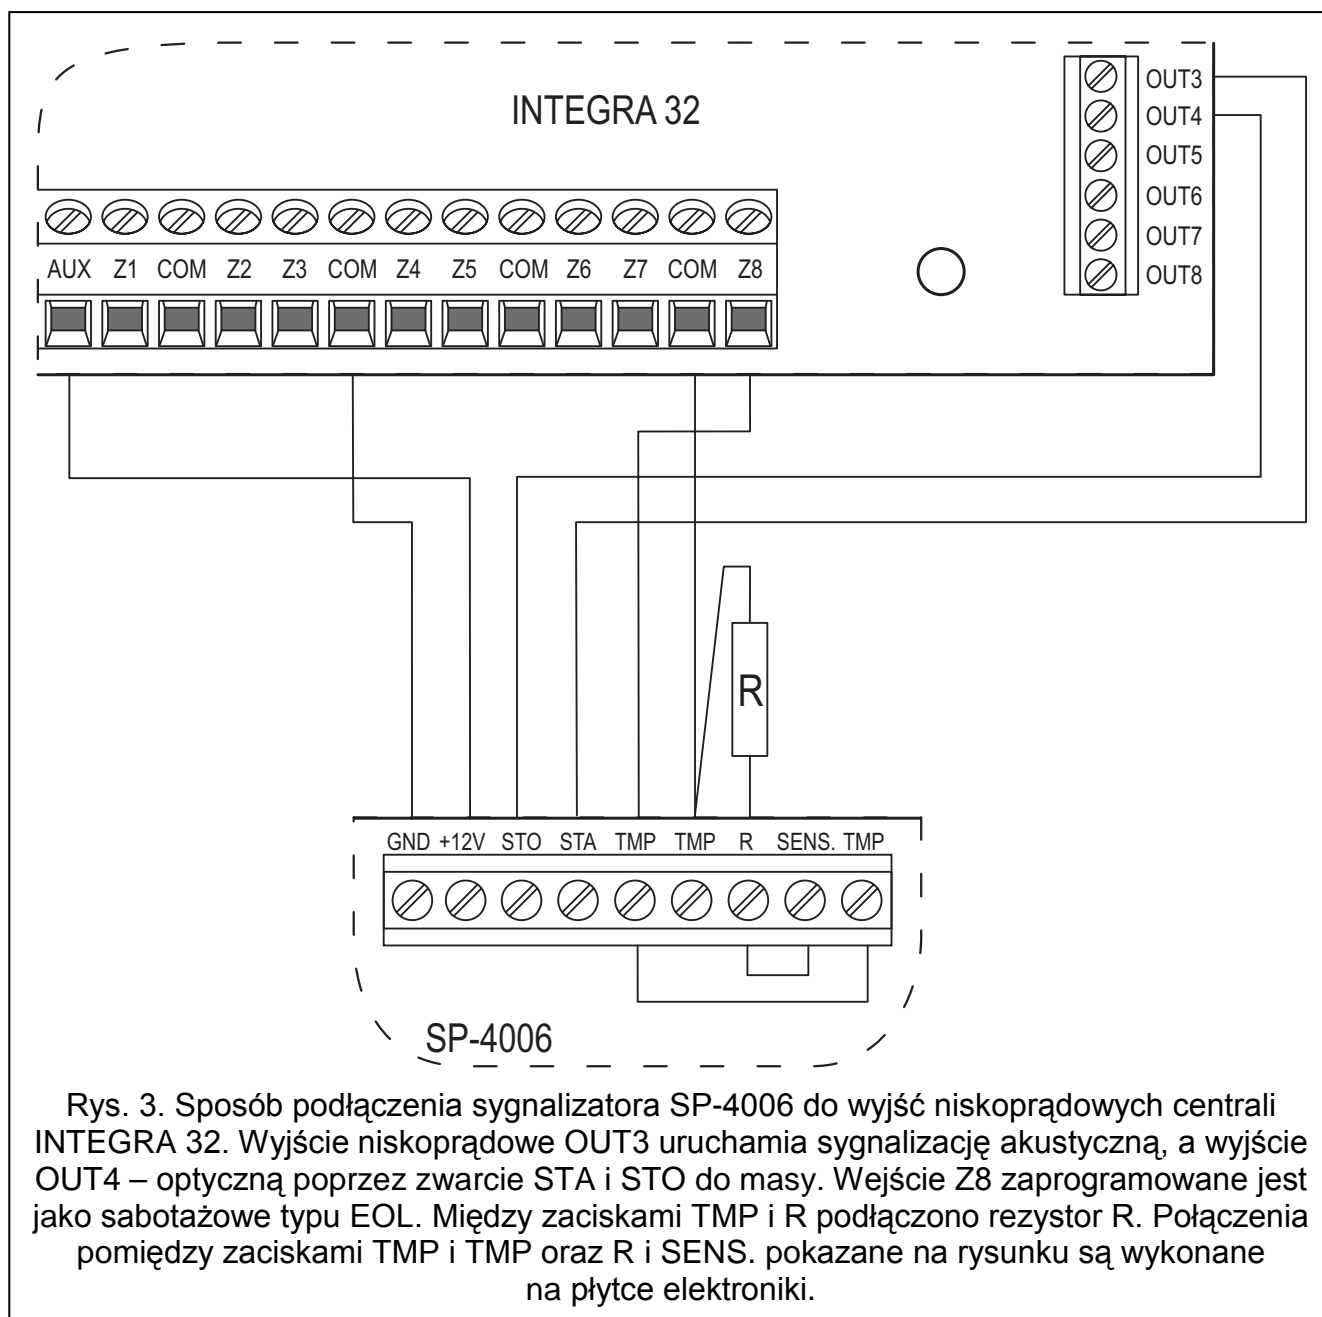 INTEGRA 32
OUT3
OUT4
OUT5
OUT6
OUT7
OUT8
AUX Z1 COM Z2 Z3 COM Z4 Z5 COM Z6 Z7 COM Z8
R
GND +12V STO STA TMP TMP R SENS. TMP
SP-4006
Rys. 3. Sposób podłączenia sygnalizatora SP-4006 do wyjść niskoprądowych centrali
INTEGRA 32. Wyjście niskoprądowe OUT3 uruchamia sygnalizację akustyczną, a wyjście
OUT4 – optyczną poprzez zwarcie STA i STO do masy. Wejście Z8 zaprogramowane jest
jako sabotażowe typu EOL. Między zaciskami TMP i R podłączono rezystor R. Połączenia
pomiędzy zaciskami TMP i TMP oraz R i SENS. pokazane na rysunku są wykonane
na płytce elektroniki.